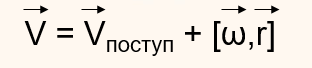 V = Vпоступ + [ω,r]